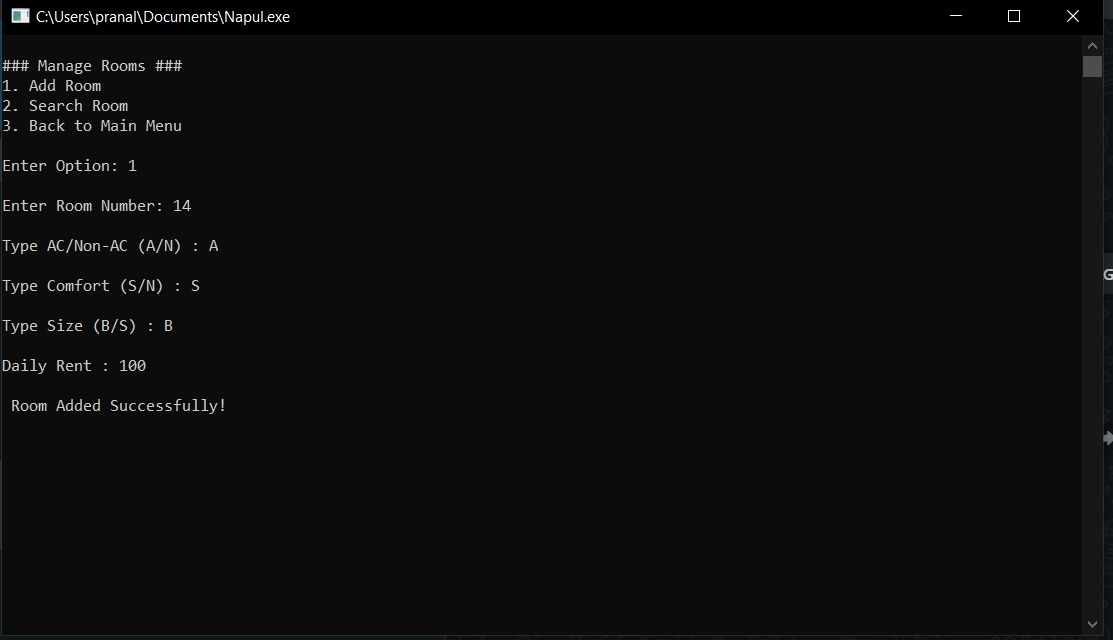 C:\Users\pranal\Documents\Napul.exe
### Manage Rooms ###
1. Add Room
2. Search Room
3. Back to Main Menu
Enter Option: 1
Enter Room Number: 14
Type AC/Non-AC (A/N) : A
Type Comfort (S/N) : S
Type Size (B/S) : B
Daily Rent : 100
Room Added Successfully!
G